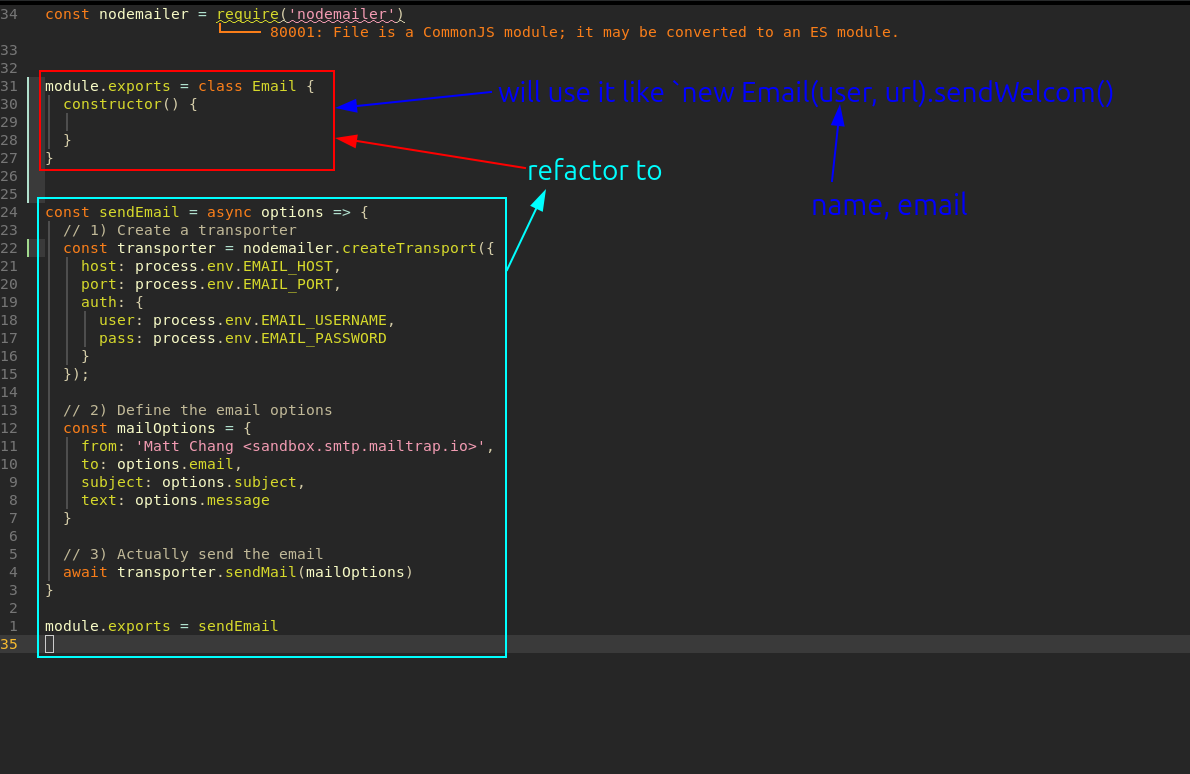 34 const nodemailer = require('nodemailer')
80001: File is a CommonJS module; it may be converted to an ES module.
33
32
31 module.exports = class Email { will use it like `new Email(user, url).sendWelcom()
30 constructor() {
29
28 }
27 }
refactor to
26
25
name, email
24 const sendEmail = async options => {
23 // 1) Create a transporter
22 const transporter = nodemailer.createTransport({
21 host: process.env.EMAIL_HOST,
20 port: process.env.EMAIL_PORT,
19 auth: {
18 user: process.env.EMAIL_USERNAME,
17 pass: process.env.EMAIL_PASSWORD
16 }
15 });
14
13 // 2) Define the email options
12 const mailOptions = {
11 from: 'Matt Chang <sandbox.smtp.mailtrap.io>',
10 to: options.email,
9 subject: options.subject,
8 text: options.message
7 }
6
5 // 3) Actually send the email
4 await transporter.sendMail(mailOptions)
3 }
2
1 module.exports = sendEmail
35